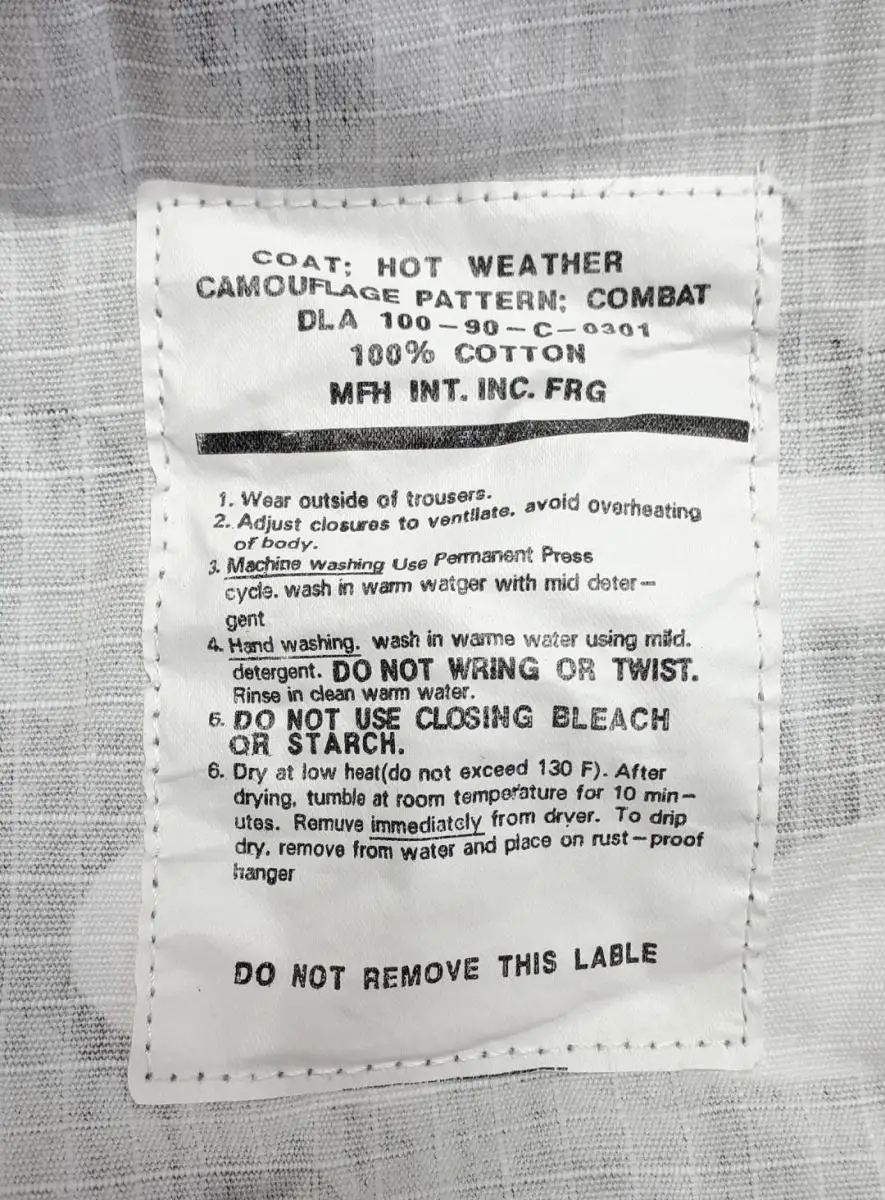 COAT; HOT WEATHER
CAMOUFLAGE PATTERN; COMBAT
DLA 100-90-C-0301
100% COTTON
MFH INT. INC. FRG
1. Wear outside of trousers.
2. Adjust closures to ventilate. avoid overheating
of body.
3. Machine washing Use Permanent Press
cycle. wash in warm watger with mid deter-
gent
4. Hand washing. wash in warme water using mild.
detergent. DO NOT WRING OR TWIST.
Rinse in clean warm water.
6. DO NOT USE CLOSING BLEACH
OR STARCH.
6. Dry at low heat(do not exceed 130 F). After
drying, tumble at room temperature for 10 min-
utes. Remuve immediately from dryer. To drip
dry, remove from water and place on rust-proof
hanger
DO NOT REMOVE THIS LABLE